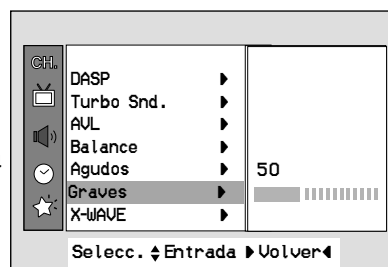 CH.
DASP
Turbo Snd.
AVL
Balance
Agudos 50
Graves
X-WAVE
Selecc. Entrada Volver